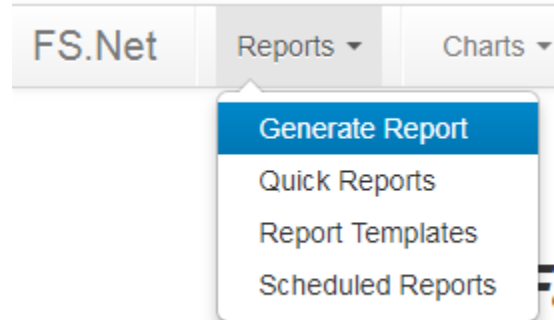 FS.Net Reports Charts
Generate Report
Quick Reports
Report Templates
Scheduled Reports